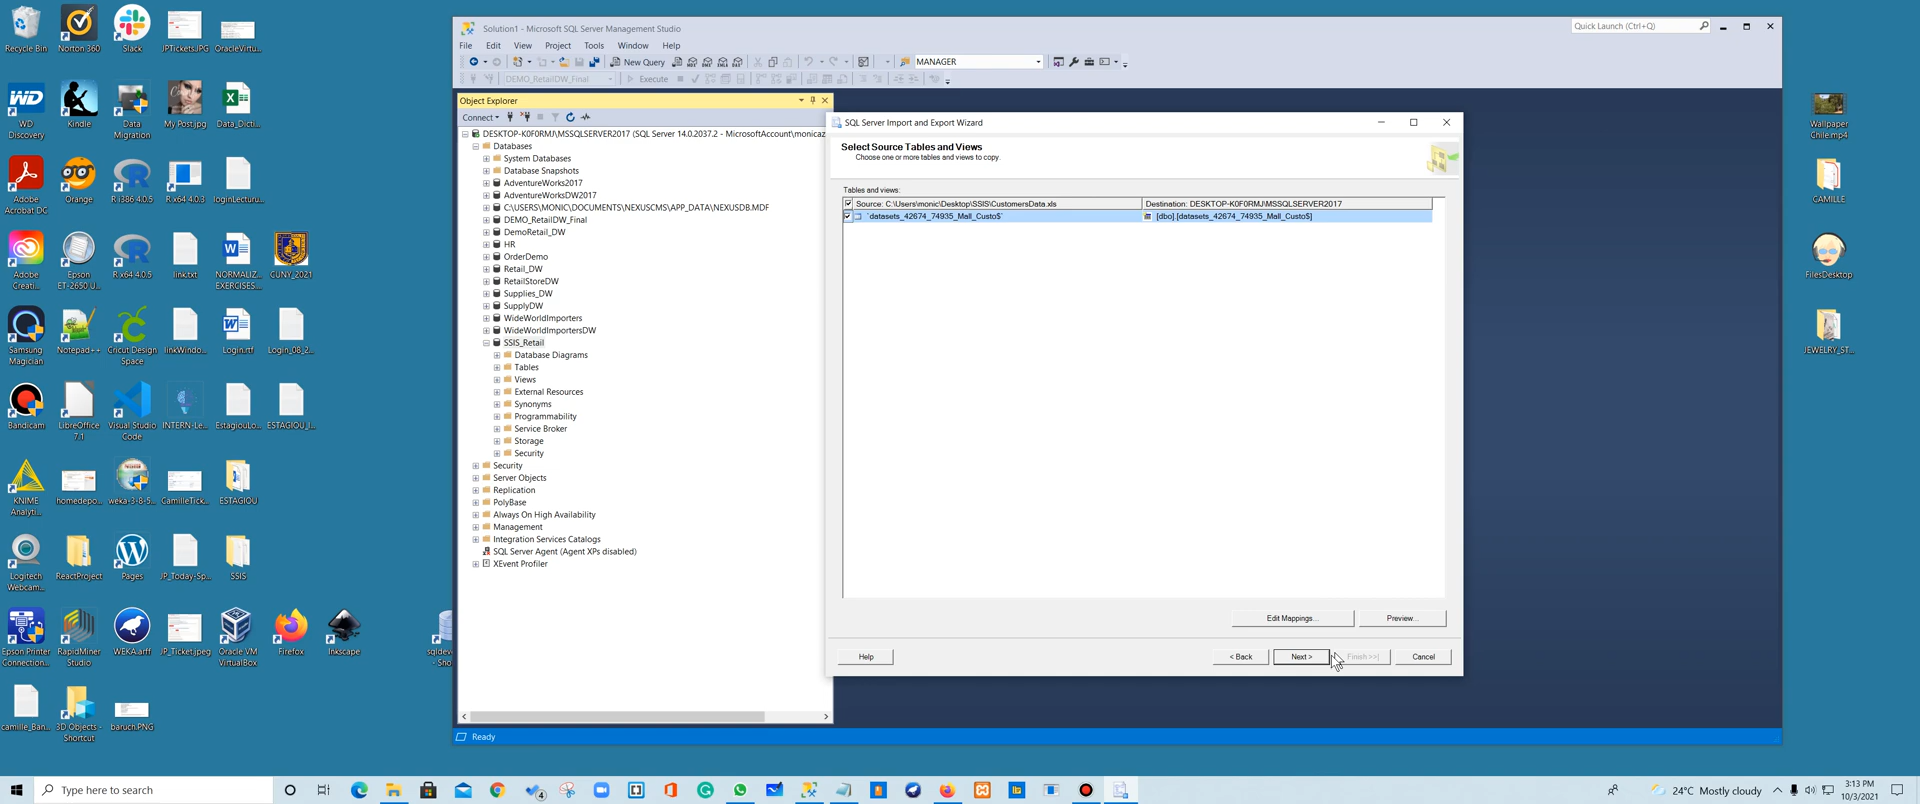 Solution1 - Microsoft SQL Server Management Studio
Quick Launch (Ctrl+Q)
File Edit View Project Tools Window Help
New Query
MANAGER
DEMO_RetailDW_Final
Execute
Object Explorer
Connect
DESKTOP-K0F0RMJ\MSSQLSERVER2017 (SQL Server 14.0.2037.2 - MicrosoftAccount\monicaz
Databases
System Databases
Database Snapshots
AdventureWorks2017
AdventureWorksDW2017
C:\USERS\MONIC\DOCUMENTS\NEXUSCMS\APP_DATA\NEXUSDB.MDF
DEMO_RetailDW_Final
DemoRetail_DW
HR
OrderDemo
Retail_DW
RetailStoreDW
Supplies_DW
SupplyDW
WideWorldImporters
WideWorldImportersDW
SSIS_Retail
Database Diagrams
Tables
Views
External Resources
Synonyms
Programmability
Service Broker
Storage
Security
Security
Server Objects
Replication
PolyBase
Always On High Availability
Management
Integration Services Catalogs
SQL Server Agent (Agent XPs disabled)
XEvent Profiler
Ready
SQL Server Import and Export Wizard
Select Source Tables and Views
Choose one or more tables and views to copy.
Tables and views:
Source: C:\Users\monic\Desktop\SSIS\CustomersData.xls
Destination: DESKTOP-K0F0RMJ\MSSQLSERVER2017
`datasets_42674_74935_Mall_Custo$`
[dbo].[datasets_42674_74935_Mall_Custo$]
Edit Mappings...
Preview...
Help
< Back
Next >
Finish >>|
Cancel
Recycle Bin
Norton 360
Slack
JPTickets.JPG
OracleVirtu...
WD
WD Discovery
Kindle
Data Migration
My Post.jpg
Data_Dicti...
Adobe Acrobat DC
Orange
R i386 4.0.5
R x64 4.0.3
loginLecturu...
Adobe Creati...
Epson ET-2650 U...
R x64 4.0.5
link.txt
NORMALIZ... EXERCISES...
CUNY_2021
Samsung Magician
Notepad++
Cricut Design Space
linkWindo...
Login.rtf
Login_08-2...
Bandicam
LibreOffice 7.1
Visual Studio Code
INTERN-Le...
EstagiouLo...
ESTAGIOU_l...
KNIME Analyti...
homedepo...
weka-3-8-5...
CamilleTick...
ESTAGIOU
Logitech Webcam...
ReactProject
Pages
JP_Today-Sp...
SSIS
Epson Printer Connection...
RapidMiner Studio
WEKA.arff
JP_Ticket.jpeg
Oracle VM VirtualBox
Firefox
Inkscape
sqldev...
- Sho...
camille_Ban...
3D Objects - Shortcut
baruch.PNG
Wallpaper Chile.mp4
CAMILLE
FilesDesktop
JEWELRY_ST...
Type here to search
24°C Mostly cloudy
3:13 PM
10/3/2021